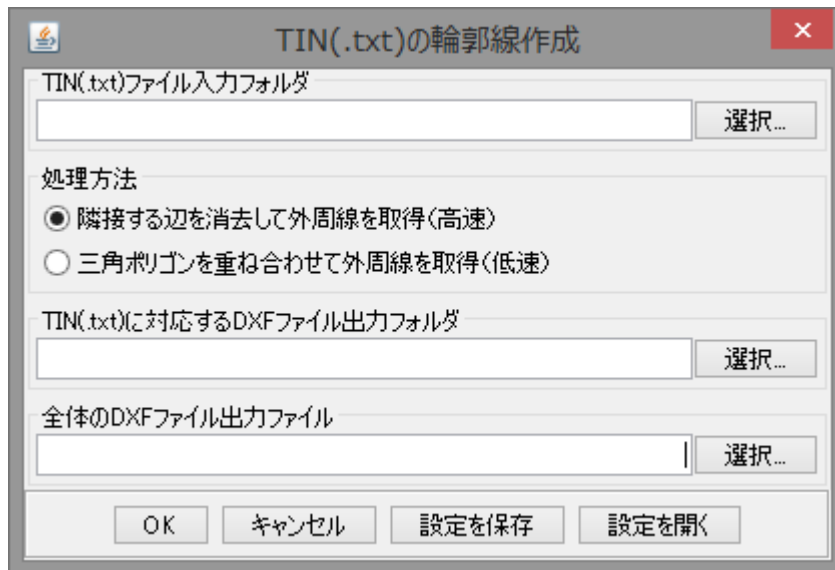 TIN(.txt)の輪郭線作成
TIN(.txt)ファイル入力フォルダ
選択...
処理方法
隣接する辺を消去して外周線を取得(高速)
三角ポリゴンを重ね合わせて外周線を取得(低速)
TIN(.txt)に対応するDXFファイル出力フォルダ
選択...
全体のDXFファイル出力ファイル
選択...
OK キャンセル 設定を保存 設定を開く